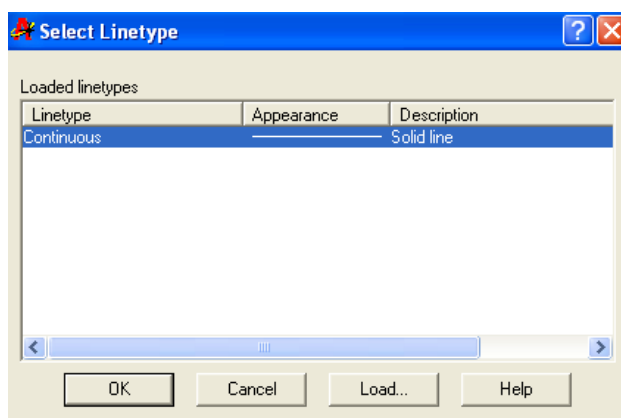 Select Linetype
Loaded linetypes
Linetype Appearance Description
Continuous Solid line
OK Cancel Load... Help